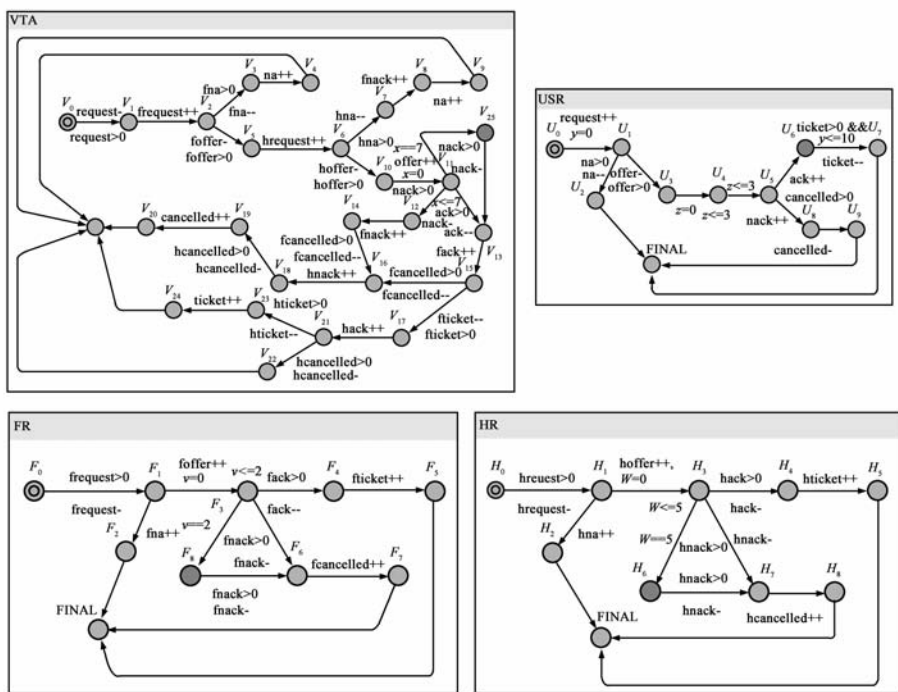 VTA
V0
request-
request>0
V1
frequest++
V2
fna>0
fna--
V3
na++
V4
foffer-
foffer>0
V5
hrequest++
V6
hna--
hna>0
V7
fnack++
V8
na++
V9
hoffer-
hoffer>0
V10
x==7
offer++
x=0
nack>0
V11
V25
nack>0
hack-
x<=7
ack>0
ack--
V12
nack-
V13
V14
fnack++
fcancelled>0
fcancelled--
fack++
V15
V16
fcancelled>0
fcancelled--
hnack++
V18
V19
hcancelled>0
hcancelled-
cancelled++
V20
fticket--
fticket>0
V17
hack++
V21
hticket>0
hticket--
V23
ticket++
V24
V22
hcancelled>0
hcancelled-
USR
request++
U0
y=0
U1
na>0
na--
U2
offer-
offer>0
U3
z=0
U4
z<=3
z<=3
U5
U6
ticket>0 &&
y<=10
U7
ticket--
ack++
cancelled>0
nack++
U8
U9
cancelled-
FINAL
FR
F0
frequest>0
frequest-
F1
foffer++
v=0
v<=2
F3
fack>0
fack--
F4
fticket++
F5
F2
fna++
v==2
F8
fnack>0
fnack-
F6
fnack>0
fnack-
fcancelled++
F7
FINAL
HR
H0
hreuest>0
hrequest-
H1
hoffer++,
W=0
H3
W<=5
hack>0
hack-
H4
hticket++
H5
H2
hna++
W==5
hnack>0
hnack-
H6
hnack>0
hnack-
H7
H8
hcancelled++
FINAL